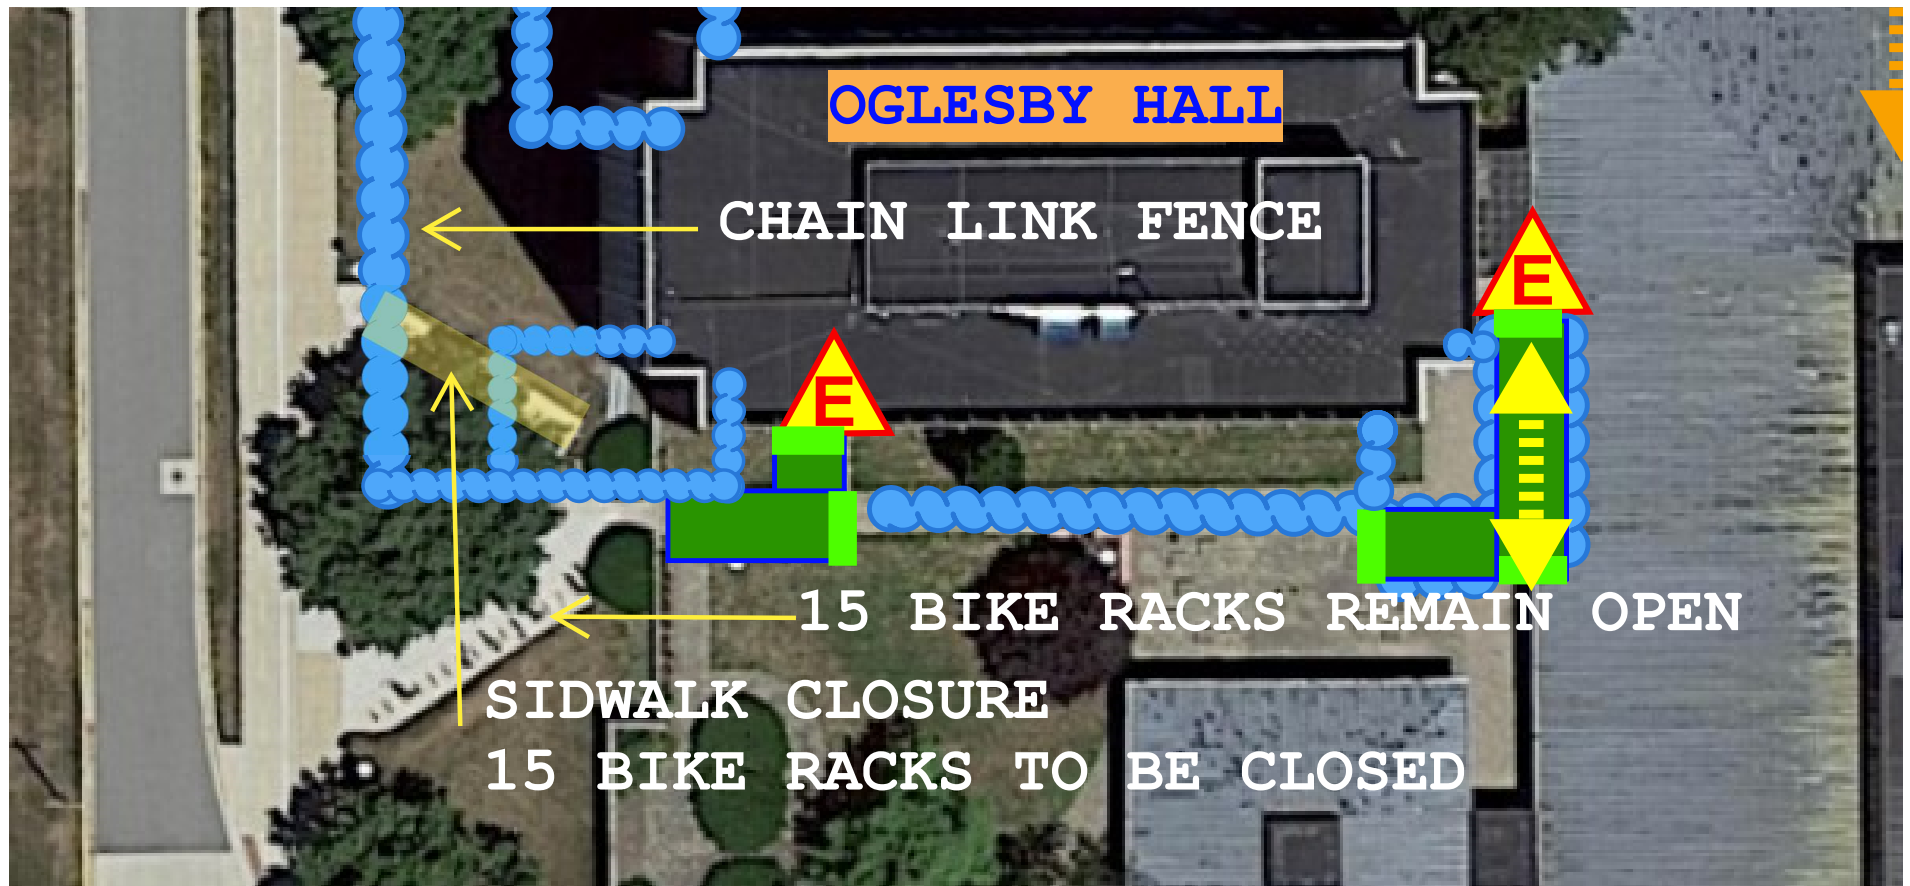 OGLESBY HALL
CHAIN LINK FENCE
E
E
15 BIKE RACKS REMAIN OPEN
SIDWALK CLOSURE
15 BIKE RACKS TO BE CLOSED